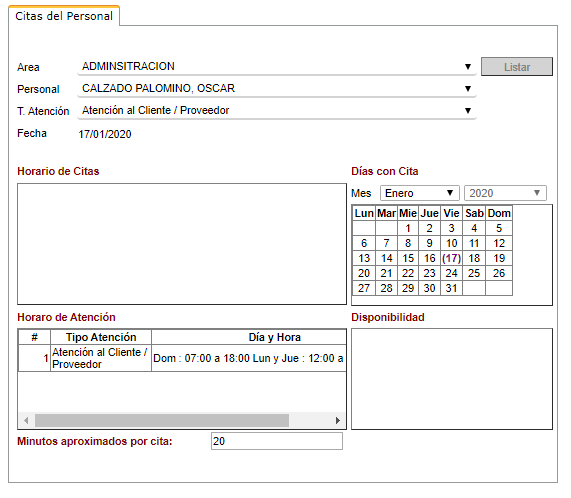 Citas del Personal
Area ADMINSITRACION Listar
Personal CALZADO PALOMINO, OSCAR
T. Atención Atención al Cliente / Proveedor
Fecha 17/01/2020
Horario de Citas
Días con Cita
Mes Enero 2020
Lun Mar Mie Jue Vie Sab Dom
1 2 3 4 5
6 7 8 9 10 11 12
13 14 15 16 (17) 18 19
20 21 22 23 24 25 26
27 28 29 30 31
Horaro de Atención
# Tipo Atención Día y Hora
1 Atención al Cliente / Proveedor Dom : 07:00 a 18:00 Lun y Jue : 12:00 a
Disponibilidad
Minutos aproximados por cita: 20